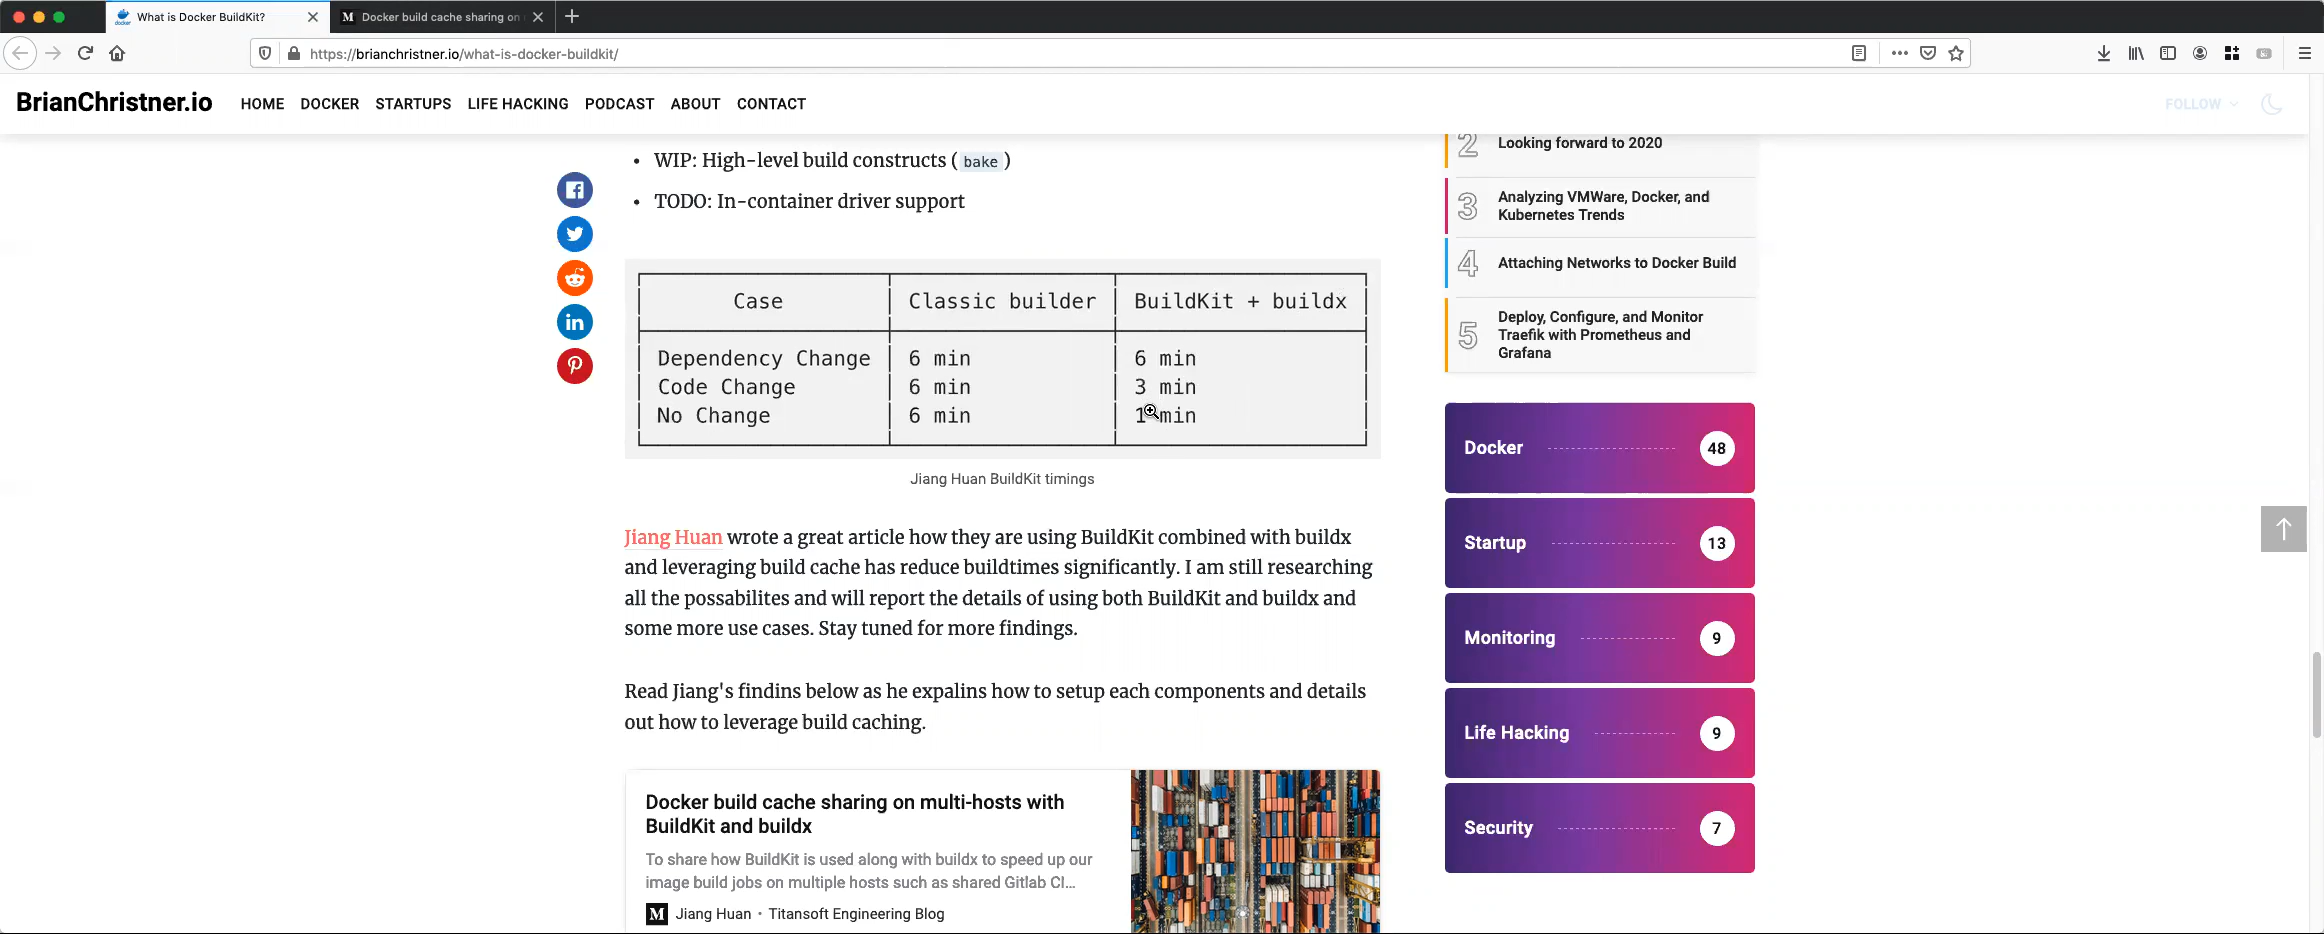 What is Docker BuildKit?
M Docker build cache sharing on
https://brianchristner.io/what-is-docker-buildkit/
BrianChristner.io HOME DOCKER STARTUPS LIFE HACKING PODCAST ABOUT CONTACT FOLLOW
• WIP: High-level build constructs ( bake )
• TODO: In-container driver support
Case Classic builder BuildKit + buildx
Dependency Change 6 min 6 min
Code Change 6 min 3 min
No Change 6 min 1 min
Jiang Huan BuildKit timings
Jiang Huan wrote a great article how they are using BuildKit combined with buildx
and leveraging build cache has reduce buildtimes significantly. I am still researching
all the possabilites and will report the details of using both BuildKit and buildx and
some more use cases. Stay tuned for more findings.
Read Jiang's findins below as he expalins how to setup each components and details
out how to leverage build caching.
Docker build cache sharing on multi-hosts with
BuildKit and buildx
To share how BuildKit is used along with buildx to speed up our
image build jobs on multiple hosts such as shared Gitlab CI...
M Jiang Huan • Titansoft Engineering Blog
2 Looking forward to 2020
3 Analyzing VMWare, Docker, and
Kubernetes Trends
4 Attaching Networks to Docker Build
5 Deploy, Configure, and Monitor
Traefik with Prometheus and
Grafana
Docker 48
Startup 13
Monitoring 9
Life Hacking 9
Security 7